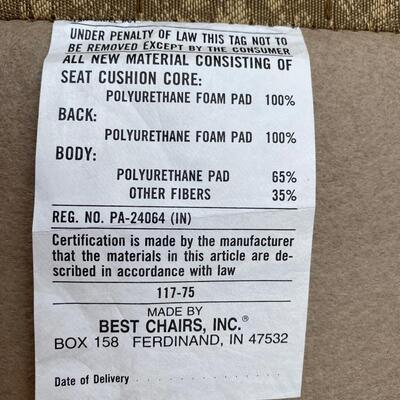 UNDER PENALTY OF LAW THIS TAG NOT TO
BE REMOVED EXCEPT BY THE CONSUMER
ALL NEW MATERIAL CONSISTING OF
SEAT CUSHION CORE:
POLYURETHANE FOAM PAD 100%
BACK:
POLYURETHANE FOAM PAD 100%
BODY:
POLYURETHANE PAD 65%
OTHER FIBERS 35%
REG. NO. PA-24064 (IN)
Certification is made by the manufacturer
that the materials in this article are de-
scribed in accordance with law
117-75
MADE BY
BEST CHAIRS, INC.®
BOX 158 FERDINAND, IN 47532
Date of Delivery . . . . . . . . . . . . .